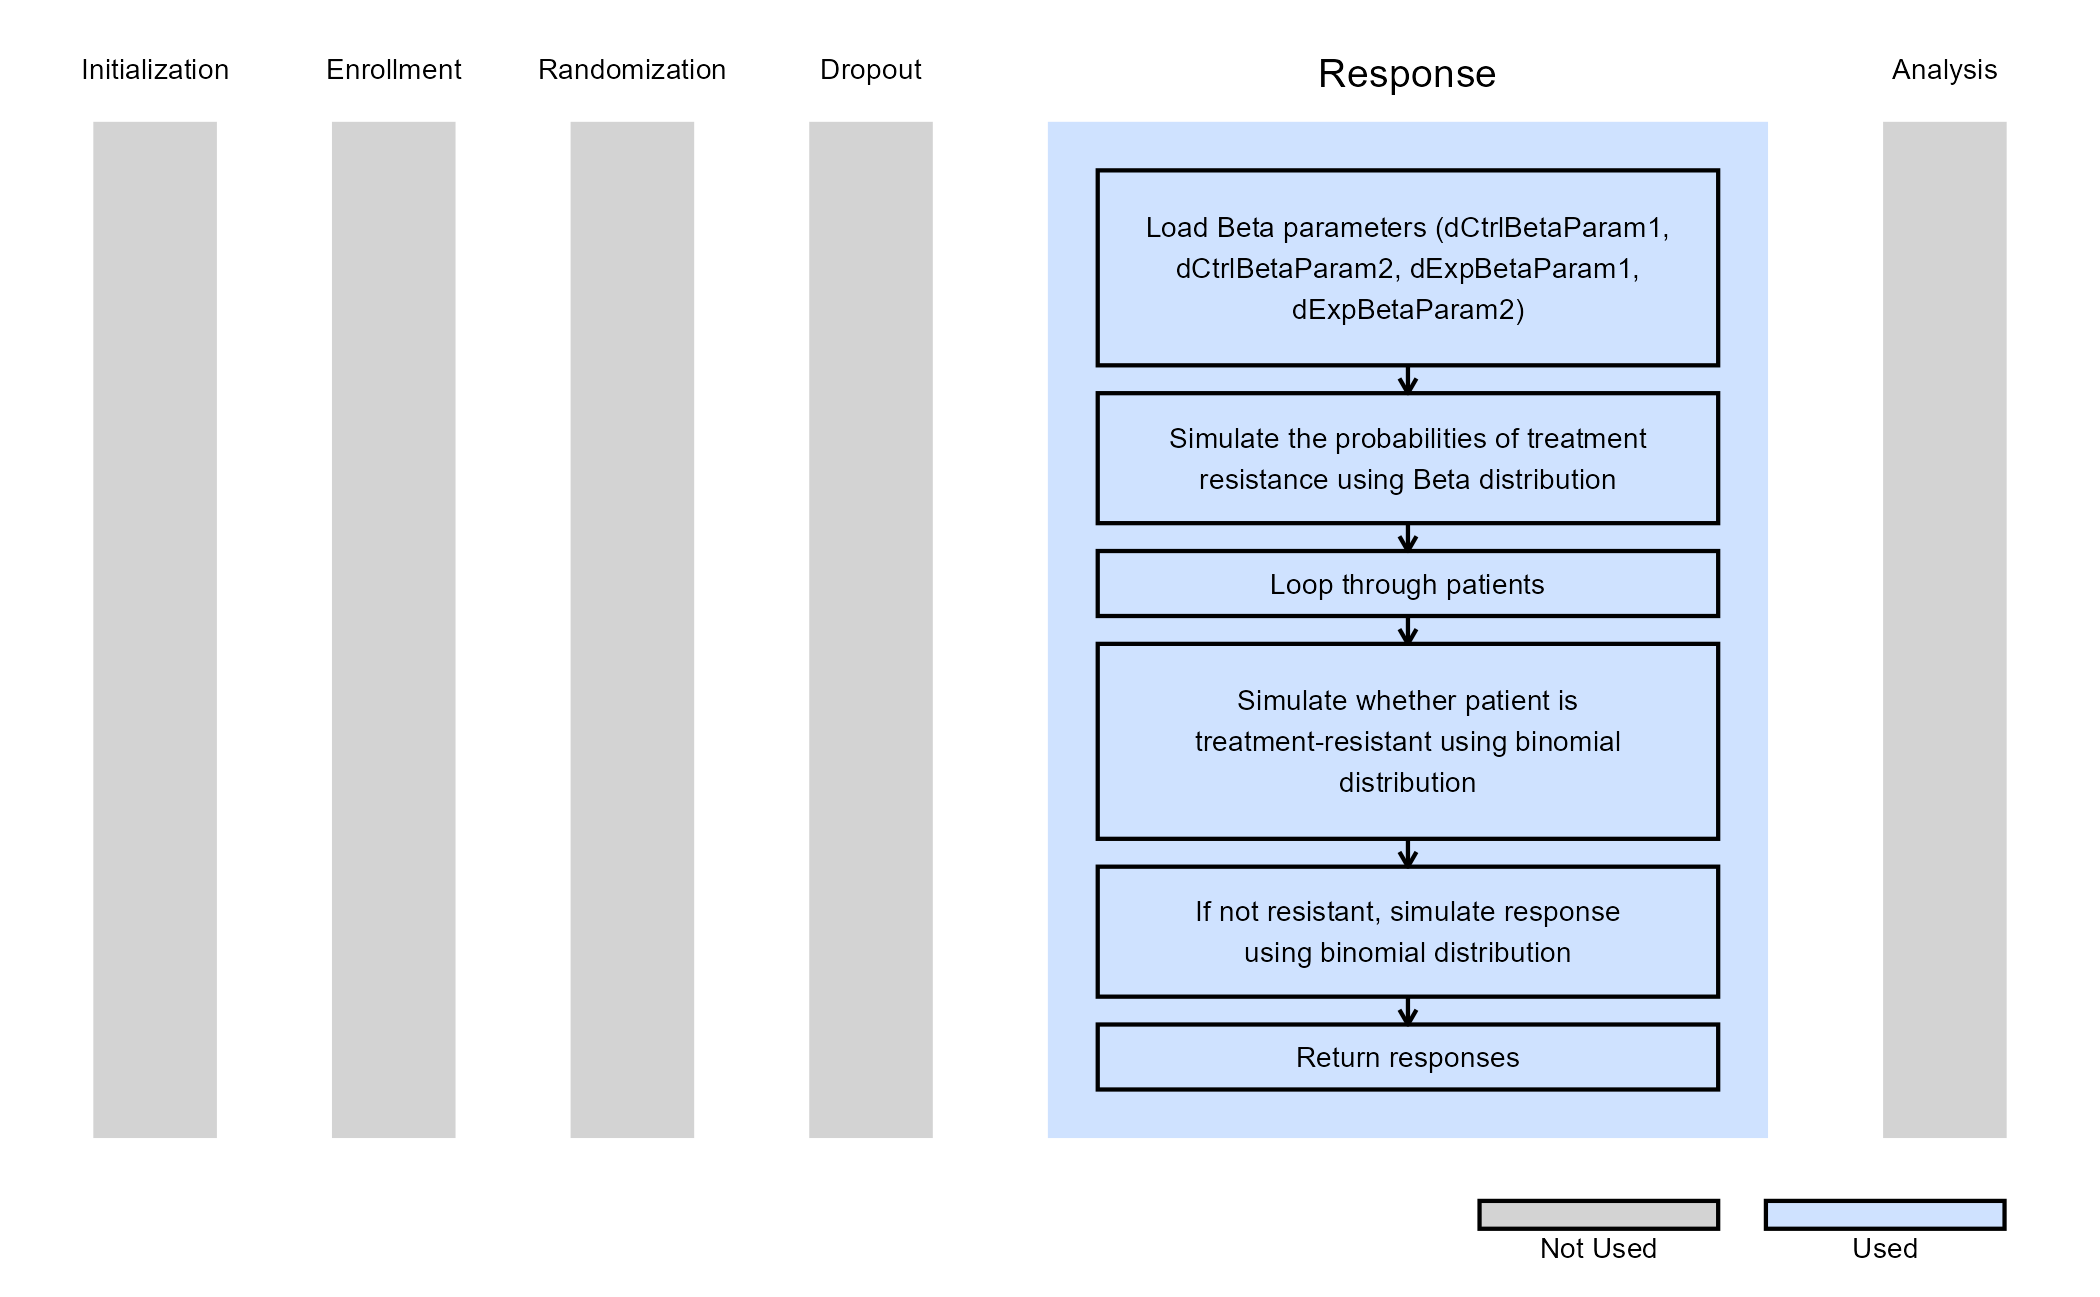 Initialization
Enrollment
Randomization
Dropout
Response
Analysis
Load Beta parameters (dCtrlBetaParam1,
dCtrlBetaParam2, dExpBetaParam1,
dExpBetaParam2)
Simulate the probabilities of treatment
resistance using Beta distribution
Loop through patients
Simulate whether patient is
treatment-resistant using binomial
distribution
If not resistant, simulate response
using binomial distribution
Return responses
Not Used
Used